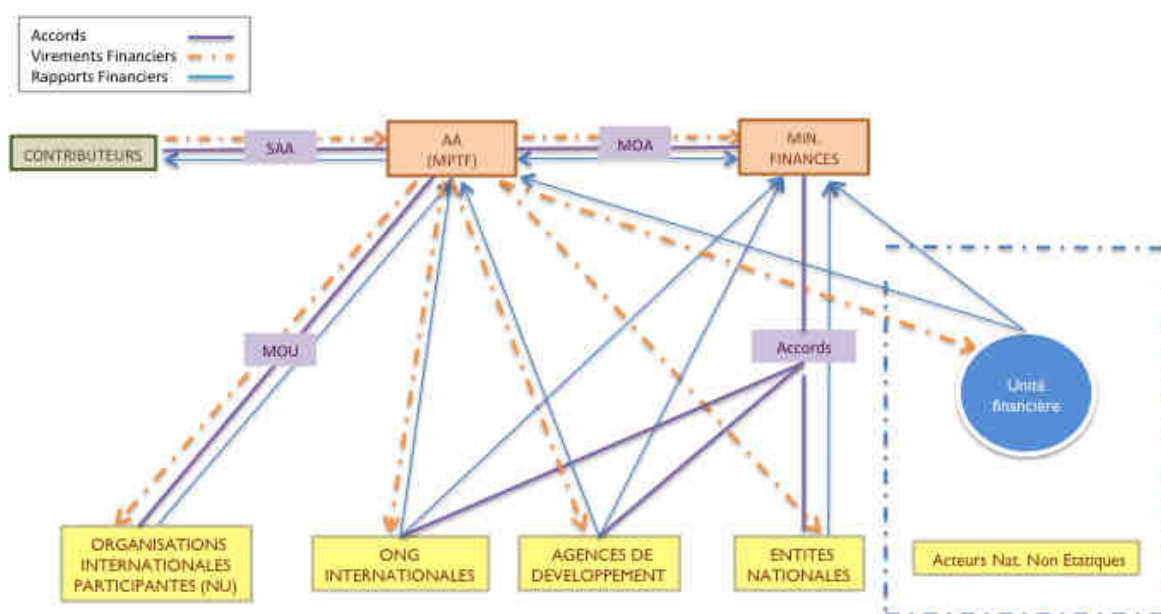 Accords
Virements Financiers
Rapports Financiers
CONTRIBUTEURS
SAA
AA
(MPTF)
MOA
MIN.
FINANCES
MOU
Accords
Unité
financière
ORGANISATIONS
INTERNATIONALES
PARTICIPANTES (NU)
ONG
INTERNATIONALES
AGENCES DE
DEVELOPPEMENT
ENTITES
NATIONALES
Acteurs Nat. Non Etatiques